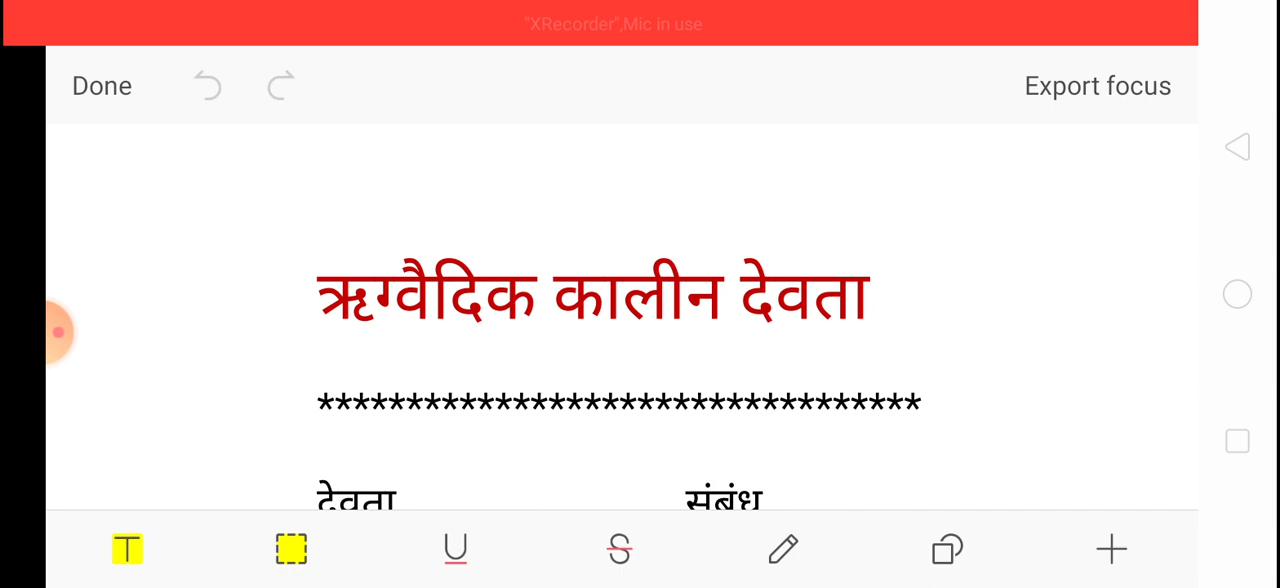 "XRecorder",Mic in use
Done Export focus
ऋग्वैदिक कालीन देवता
**********************************
देवता संबंध
T U S